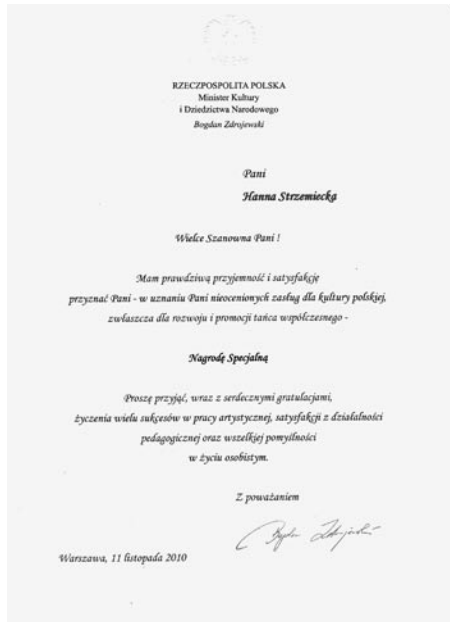 RZECZPOSPOLITA POLSKA
Minister Kultury
i Dziedzictwa Narodowego
Bogdan Zdrojewski
Pani
Hanna Strzemiecka
Wielce Szanowna Pani !
Mam prawdziwą przyjemność i satysfakcję
przyznać Pani - w uznaniu Pani nieocenionych zasług dla kultury polskiej,
zwłaszcza dla rozwoju i promocji tańca współczesnego -
Nagrodę Specjalną
Proszę przyjąć, wraz z serdecznymi gratulacjami,
życzenia wielu sukcesów w pracy artystycznej, satysfakcji z działalności
pedagogicznej oraz wszelkiej pomyślności
w życiu osobistym.
Z poważaniem
Bogdan Zdrojewski
Warszawa, 11 listopada 2010